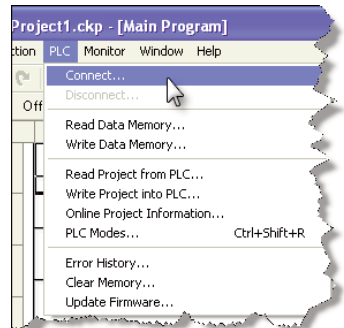 Project1.ckp - [Main Program]
PLC Monitor Window Help
Connect...
Disconnect...
Off
Read Data Memory...
Write Data Memory...
Read Project from PLC...
Write Project into PLC...
Online Project Information...
PLC Modes... Ctrl+Shift+R
Error History...
Clear Memory...
Update Firmware...